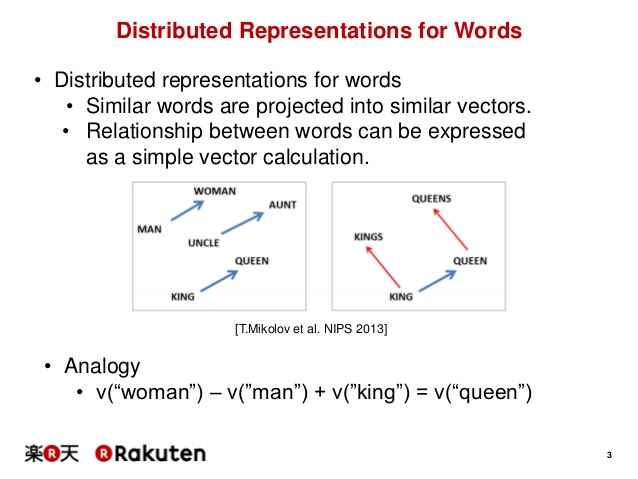 Distributed Representations for Words
• Distributed representations for words
• Similar words are projected into similar vectors.
• Relationship between words can be expressed
as a simple vector calculation.
WOMAN
AUNT
MAN
UNCLE
QUEEN
KING
QUEENS
KINGS
QUEEN
KING
[T.Mikolov et al. NIPS 2013]
• Analogy
• v(“woman”) – v(”man”) + v(”king”) = v(“queen”)
楽R天 R Rakuten
3